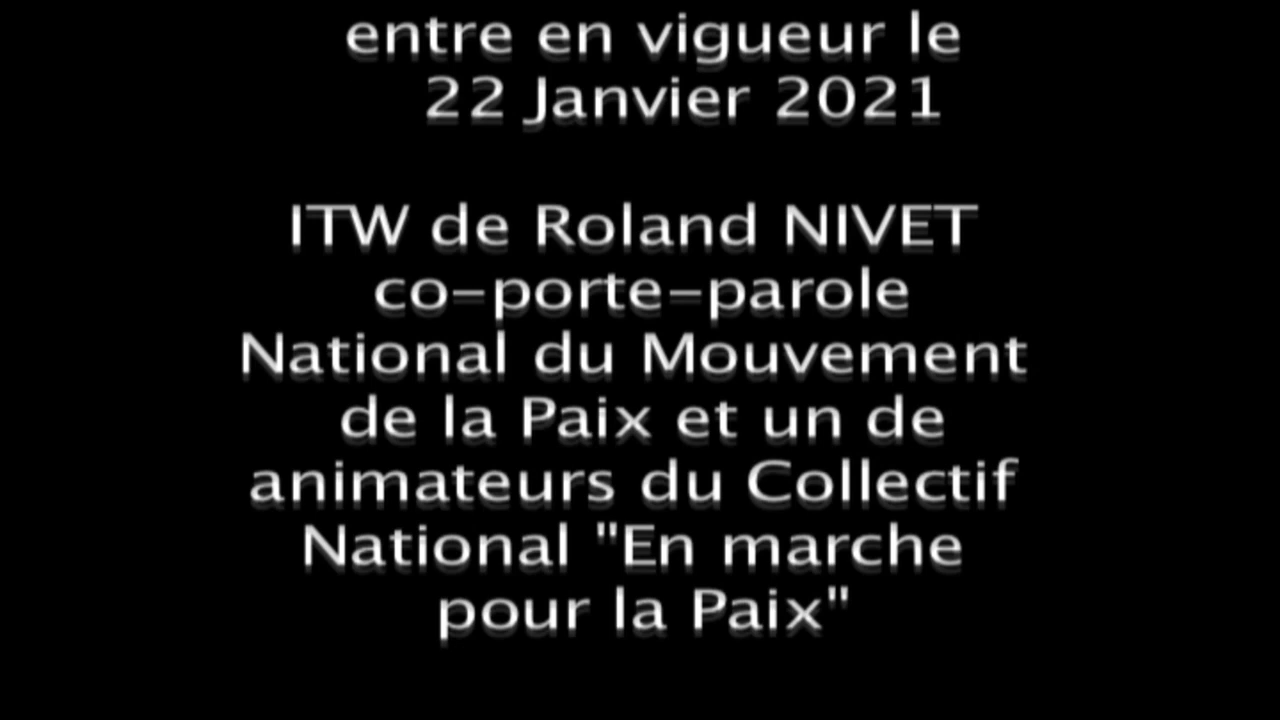 entre en vigueur le
22 Janvier 2021
ITW de Roland NIVET
co-porte-parole
National du Mouvement
de la Paix et un de
animateurs du Collectif
National "En marche
pour la Paix"